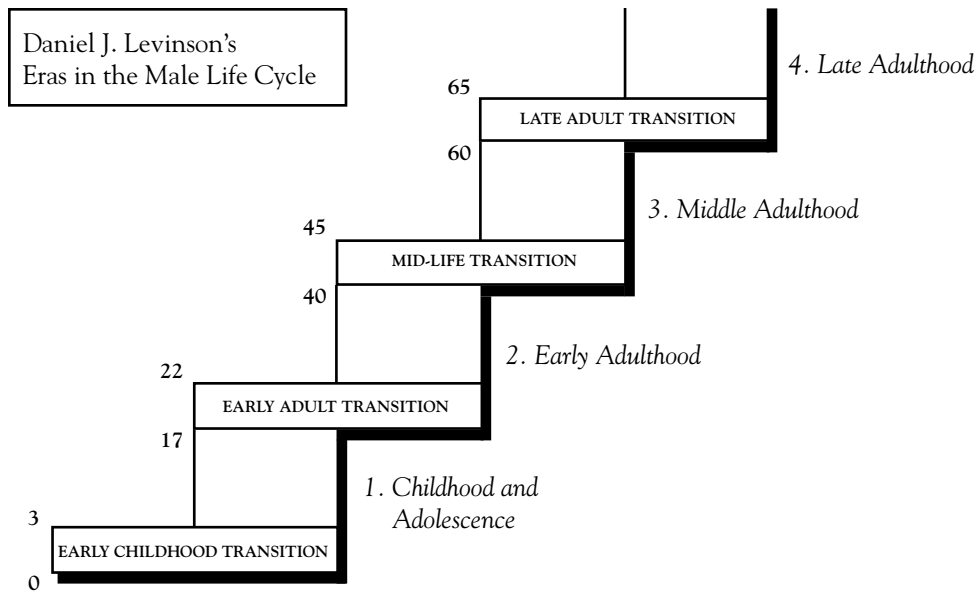 Daniel J. Levinson's
Eras in the Male Life Cycle
4. Late Adulthood
65
LATE ADULT TRANSITION
60
3. Middle Adulthood
45
MID-LIFE TRANSITION
40
2. Early Adulthood
22
EARLY ADULT TRANSITION
17
1. Childhood and
Adolescence
3
EARLY CHILDHOOD TRANSITION
0